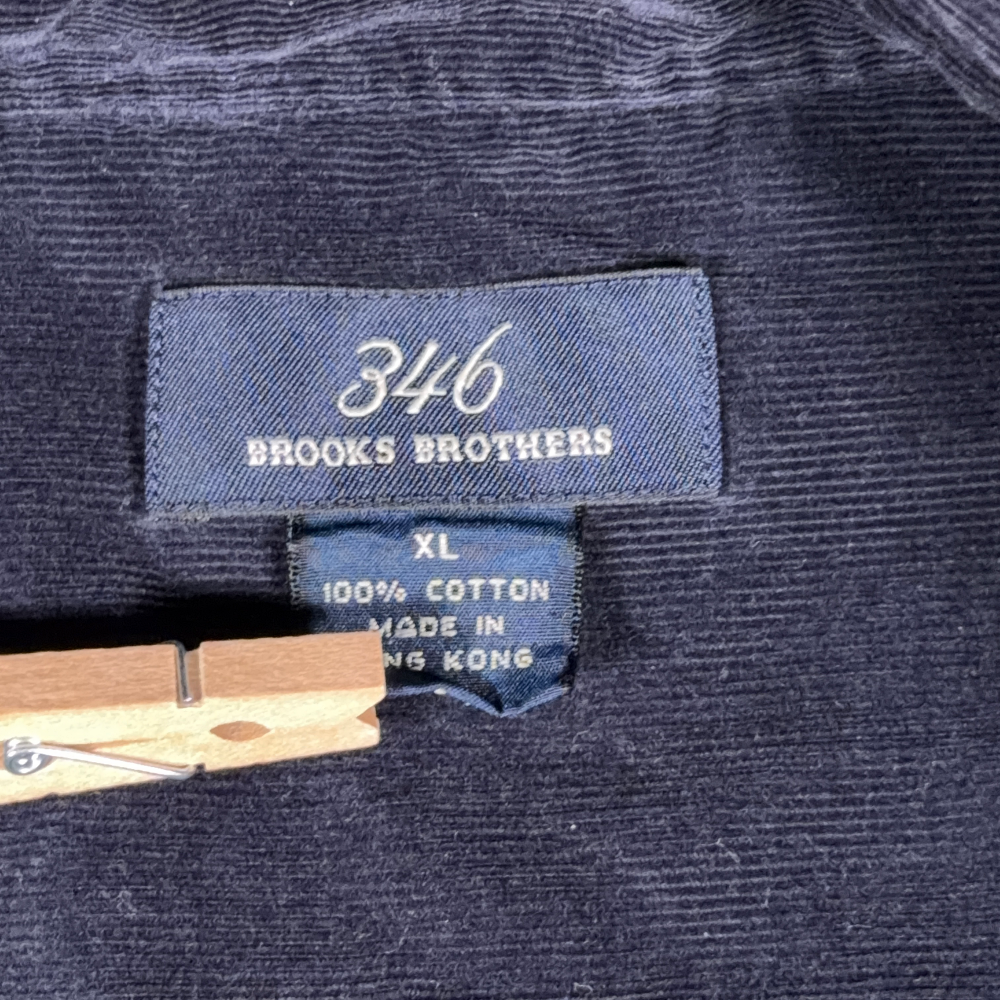 346
BROOKS BROTHERS
XL
100% COTTON
MADE IN
KONG